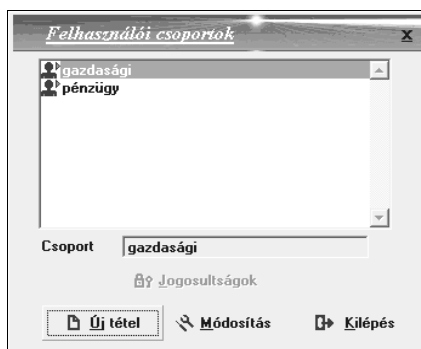 Felhasználói csoportok x
gazdasági
pénzügy
Csoport gazdasági
Jogosultságok
Új tétel Módosítás Kilépés